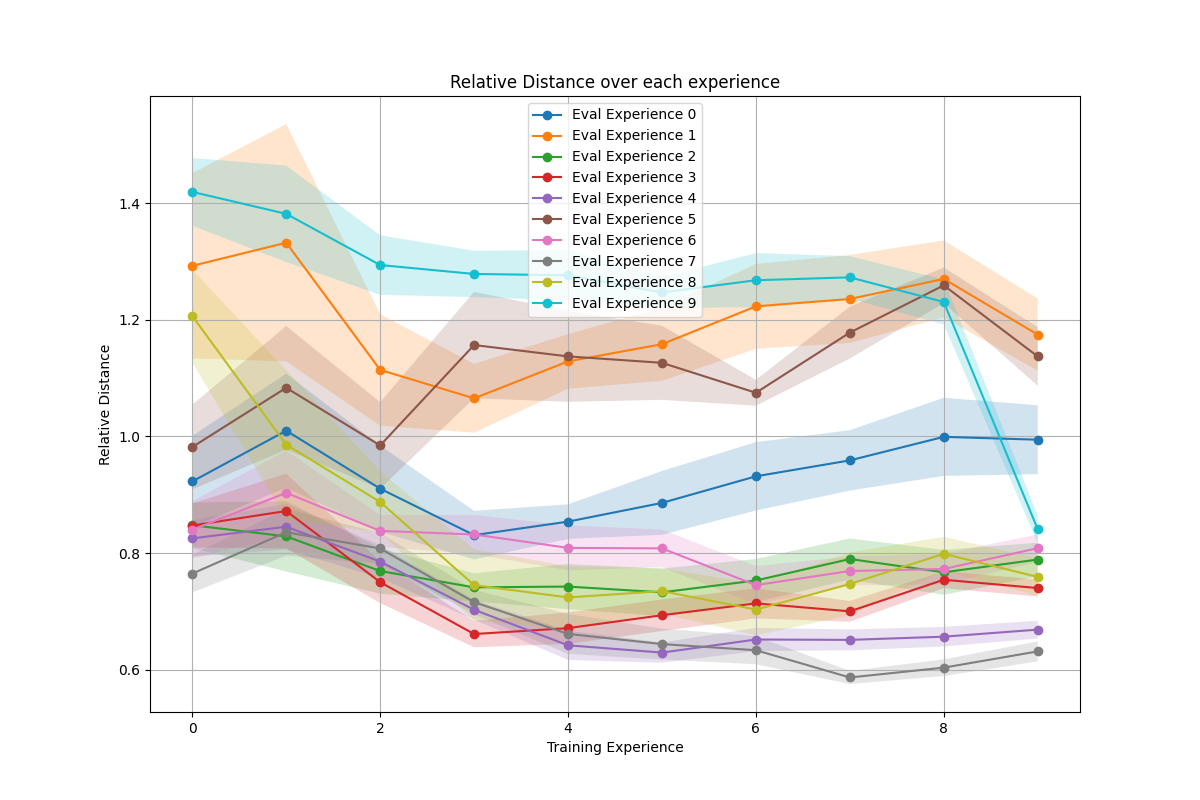 Relative Distance over each experience
Eval Experience 0
Eval Experience 1
Eval Experience 2
Eval Experience 3
Eval Experience 4
Eval Experience 5
Eval Experience 6
Eval Experience 7
Eval Experience 8
Eval Experience 9
1.4
1.2
1.0
0.8
0.6
Relative Distance
0 2 4 6 8
Training Experience